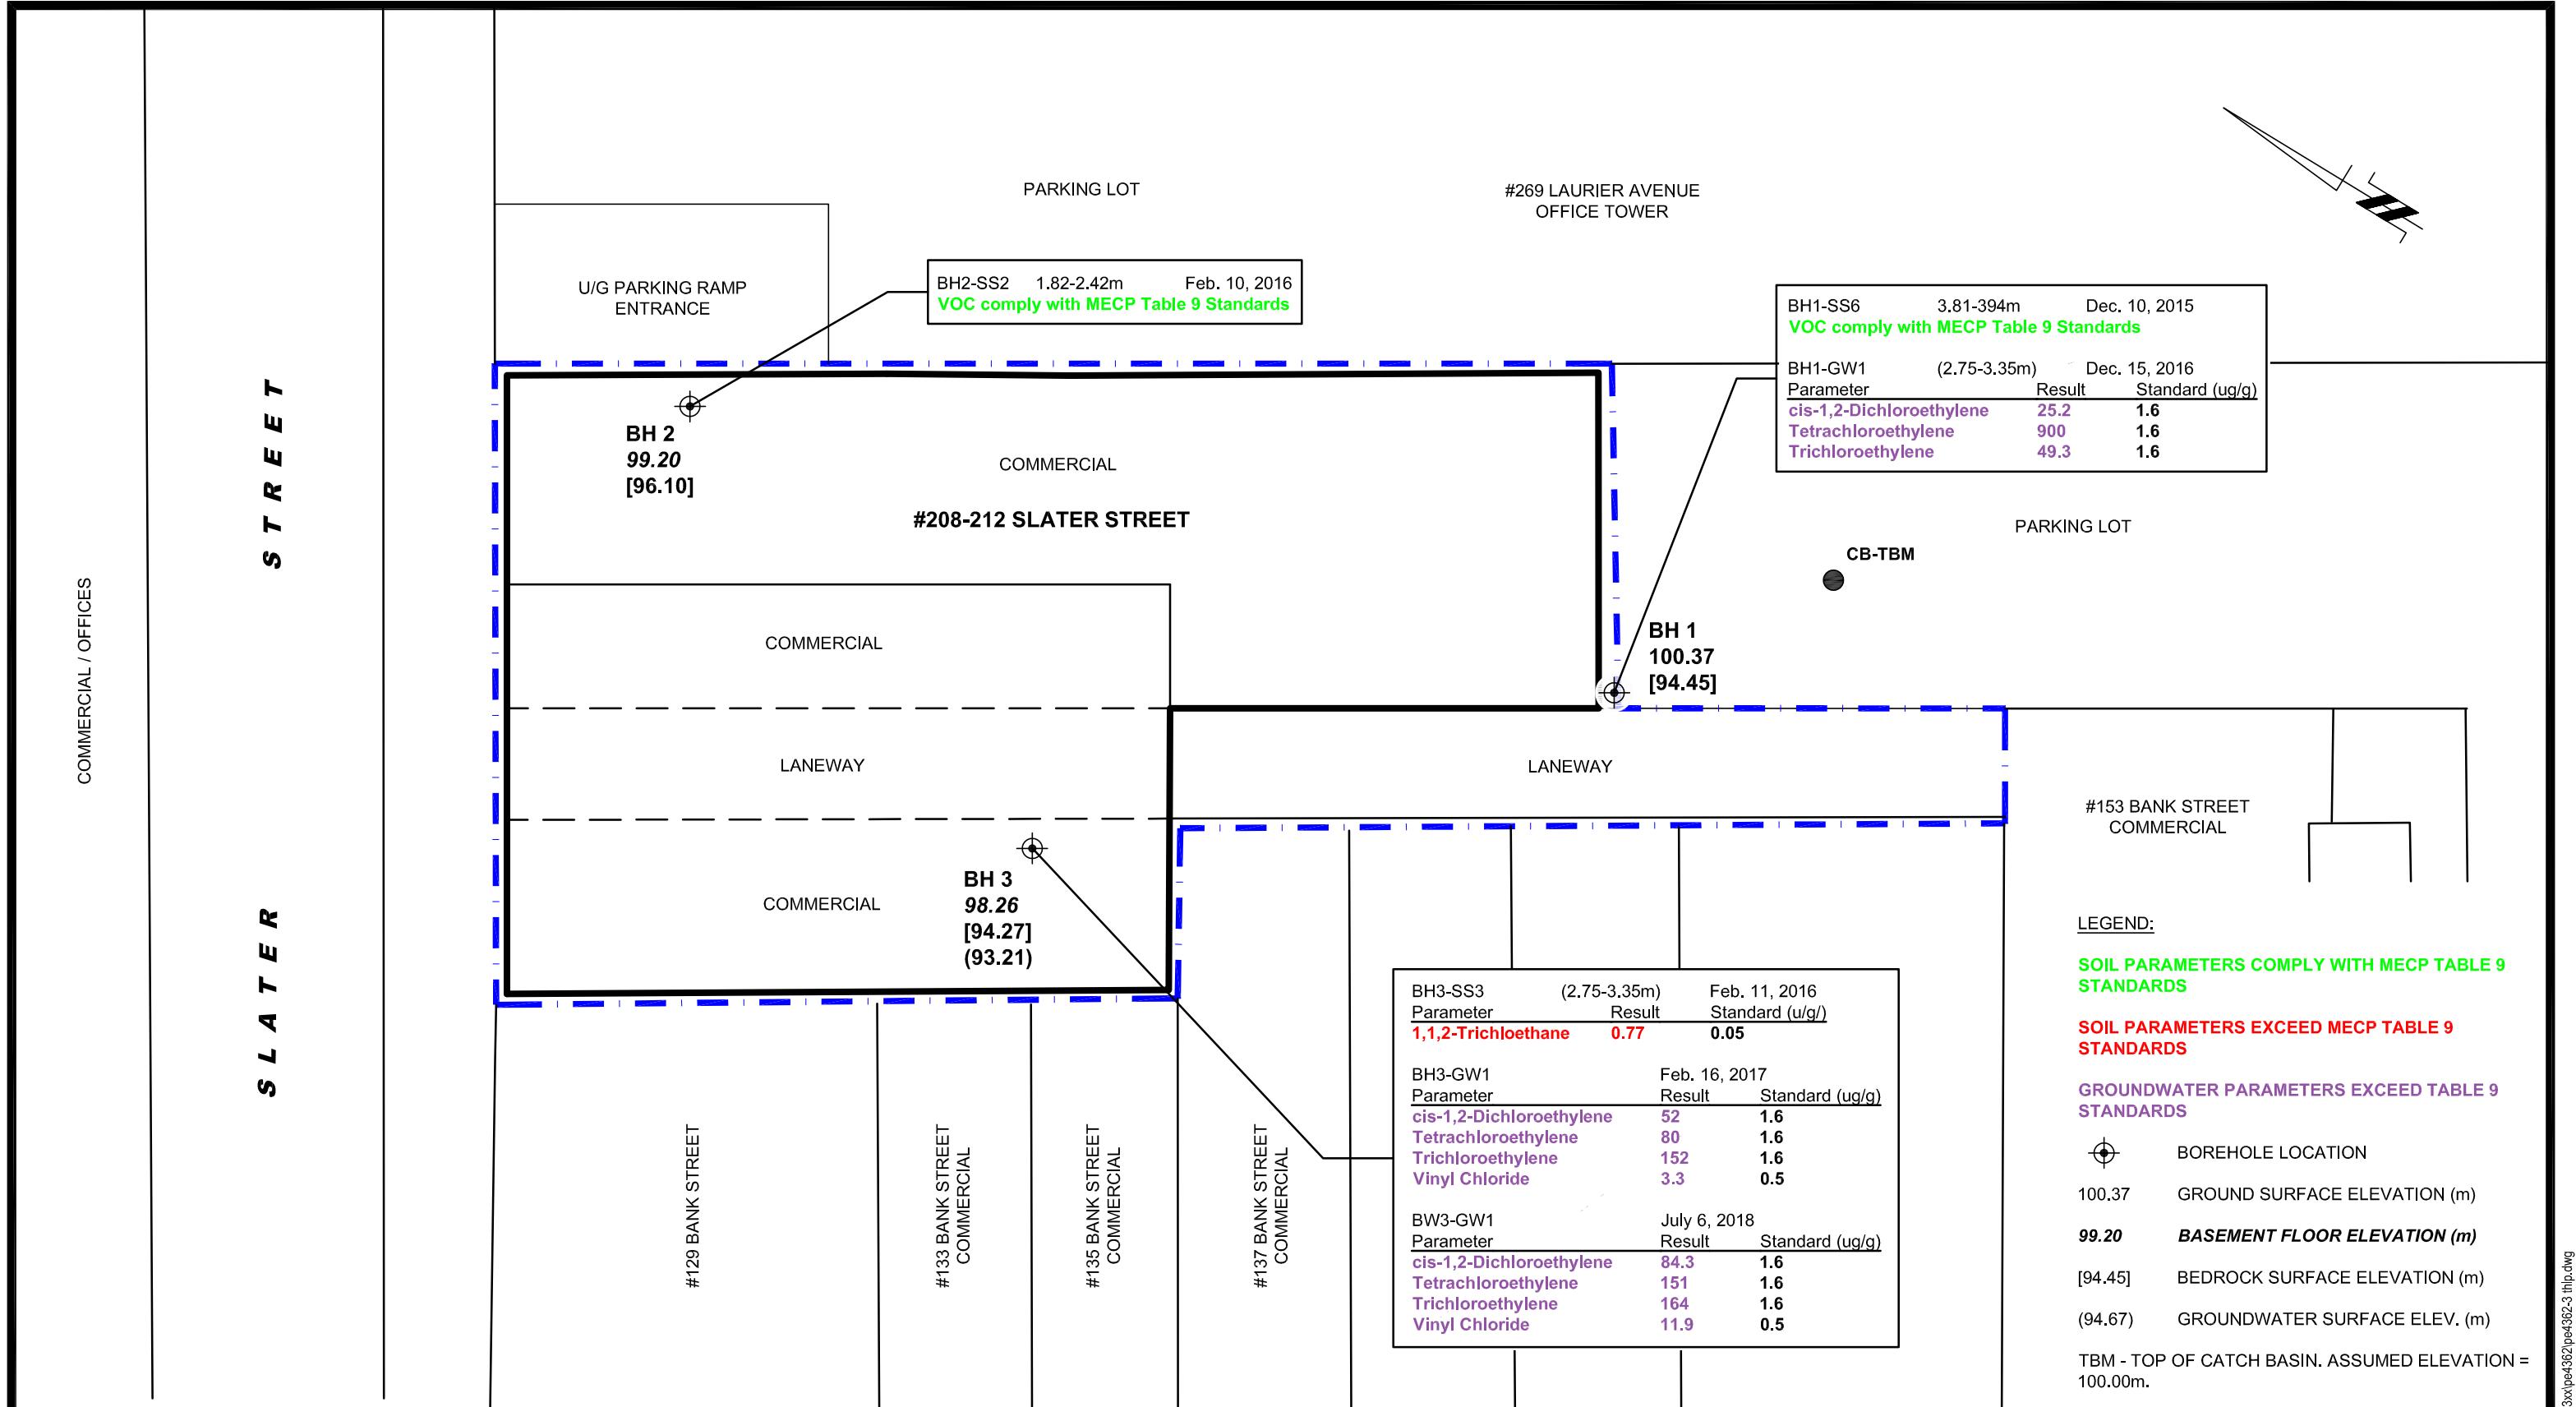 PARKING LOT
#269 LAURIER AVENUE
OFFICE TOWER
U/G PARKING RAMP
ENTRANCE
BH2-SS2 1.82-2.42m Feb. 10, 2016
VOC comply with MECP Table 9 Standards
BH1-SS6 3.81-394m Dec. 10, 2015
VOC comply with MECP Table 9 Standards
BH1-GW1 (2.75-3.35m) Dec. 15, 2016
Parameter Result Standard (ug/g)
cis-1,2-Dichloroethylene 25.2 1.6
Tetrachloroethylene 900 1.6
Trichloroethylene 49.3 1.6
BH 2
99.20
[96.10]
COMMERCIAL
#208-212 SLATER STREET
PARKING LOT
CB-TBM
BH 1
100.37
[94.45]
COMMERCIAL / OFFICES
SLATER STREET
COMMERCIAL
LANEWAY
LANEWAY
#153 BANK STREET
COMMERCIAL
COMMERCIAL
BH 3
98.26
[94.27]
(93.21)
#129 BANK STREET
#133 BANK STREET
COMMERCIAL
#135 BANK STREET
COMMERCIAL
#137 BANK STREET
COMMERCIAL
BH3-SS3 (2.75-3.35m) Feb. 11, 2016
Parameter Result Standard (u/g/)
1,1,2-Trichloethane 0.77 0.05
BH3-GW1 Feb. 16, 2017
Parameter Result Standard (ug/g)
cis-1,2-Dichloroethylene 52 1.6
Tetrachloroethylene 80 1.6
Trichloroethylene 152 1.6
Vinyl Chloride 3.3 0.5
BW3-GW1 July 6, 2018
Parameter Result Standard (ug/g)
cis-1,2-Dichloroethylene 84.3 1.6
Tetrachloroethylene 151 1.6
Trichloroethylene 164 1.6
Vinyl Chloride 11.9 0.5
LEGEND:
SOIL PARAMETERS COMPLY WITH MECP TABLE 9
STANDARDS
SOIL PARAMETERS EXCEED MECP TABLE 9
STANDARDS
GROUNDWATER PARAMETERS EXCEED TABLE 9
STANDARDS
BOREHOLE LOCATION
100.37 GROUND SURFACE ELEVATION (m)
99.20 BASEMENT FLOOR ELEVATION (m)
[94.45] BEDROCK SURFACE ELEVATION (m)
(94.67) GROUNDWATER SURFACE ELEV. (m)
TBM - TOP OF CATCH BASIN. ASSUMED ELEVATION =
100.00m.
3xx\pe4362\pe4362-3 thlp.dwg